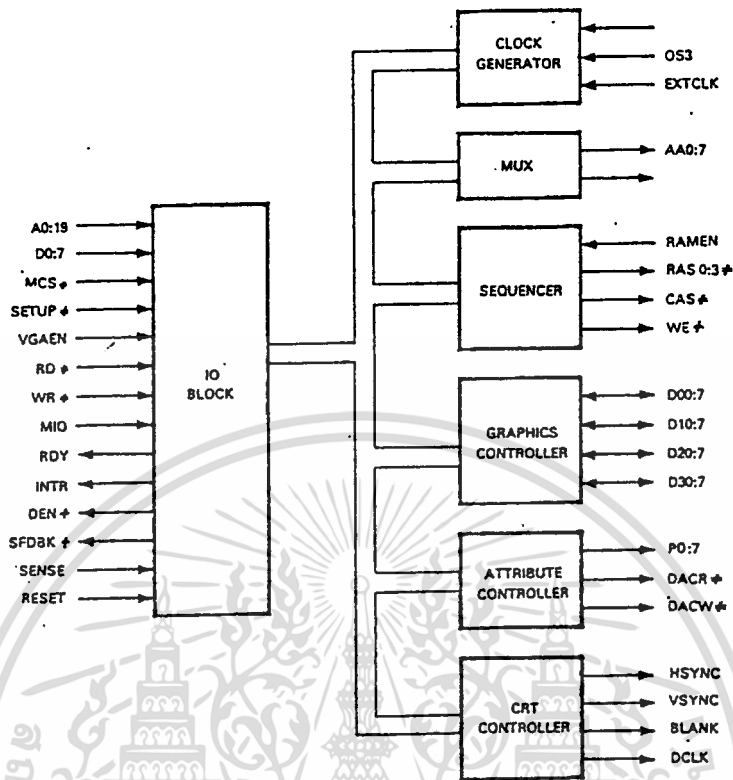 CLOCK
GENERATOR
OS3
EXTCLK
MUX
AA0:7
A0:19
D0:7
MCS*
SETUP*
VGAEN
RD*
WR*
MIO
RDY
INTR
DEN*
SFDBK*
SENSE
RESET
IO
BLOCK
SEQUENCER
RAMEN
RAS 0:3*
CAS*
WE*
GRAPHICS
CONTROLLER
D00:7
D10:7
D20:7
D30:7
ATTRIBUTE
CONTROLLER
P0:7
DACR*
DACW*
CRT
CONTROLLER
HSYNC
VSYNC
BLANK
DCLK